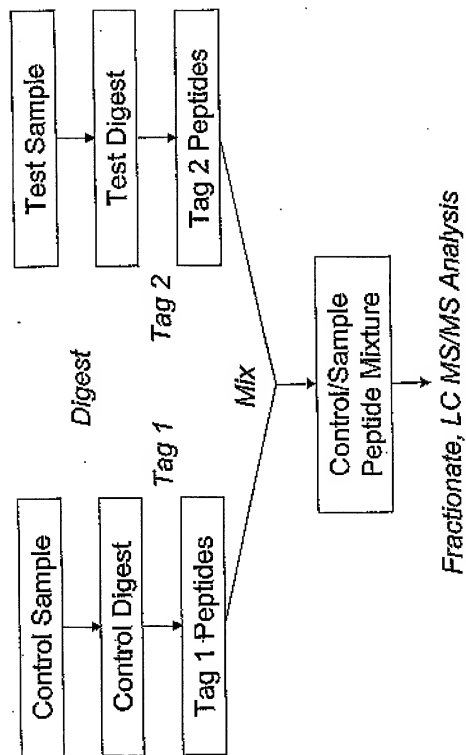 Control Sample
Test Sample
Digest
Control Digest
Test Digest
Tag 1
Tag 2
Tag 1 Peptides
Tag 2 Peptides
Mix
Control/Sample
Peptide Mixture
Fractionate, LC MS/MS Analysis